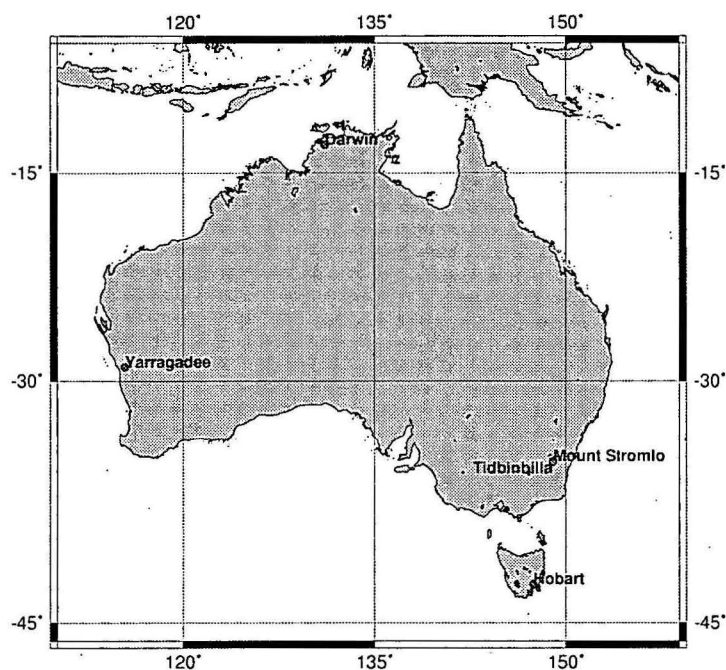 120° 135° 150°
Darwin
-15° -15°
Yarragadee
-30° -30°
Mount Stromlo
Tidbinbilla
Hobart
-45° -45°
120° 135° 150°